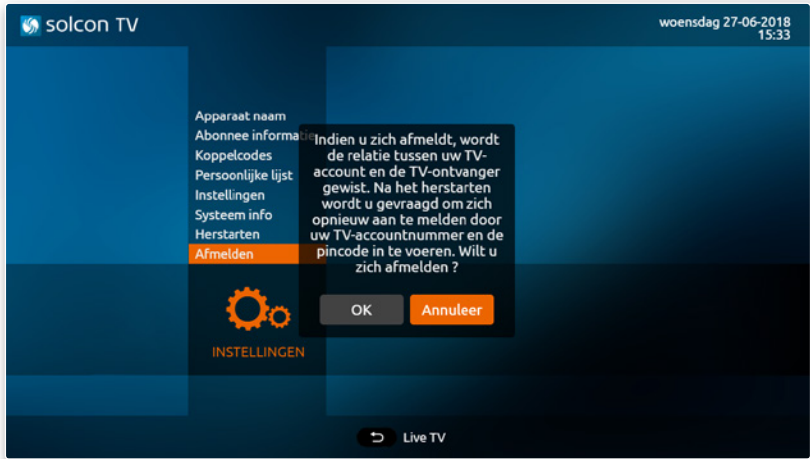 solcon TV
woensdag 27-06-2018
15:33
Apparaat naam
Abonnee informatie
Koppelcodes
Persoonlijke lijst
Instellingen
Systeem info
Herstarten
Afmelden
Indien u zich afmeldt, wordt
de relatie tussen uw TV-
account en de TV-ontvanger
gewist. Na het herstarten
wordt u gevraagd om zich
opnieuw aan te melden door
uw TV-accountnummer en de
pincode in te voeren. Wilt u
zich afmelden ?
OK
Annuleer
INSTELLINGEN
Live TV